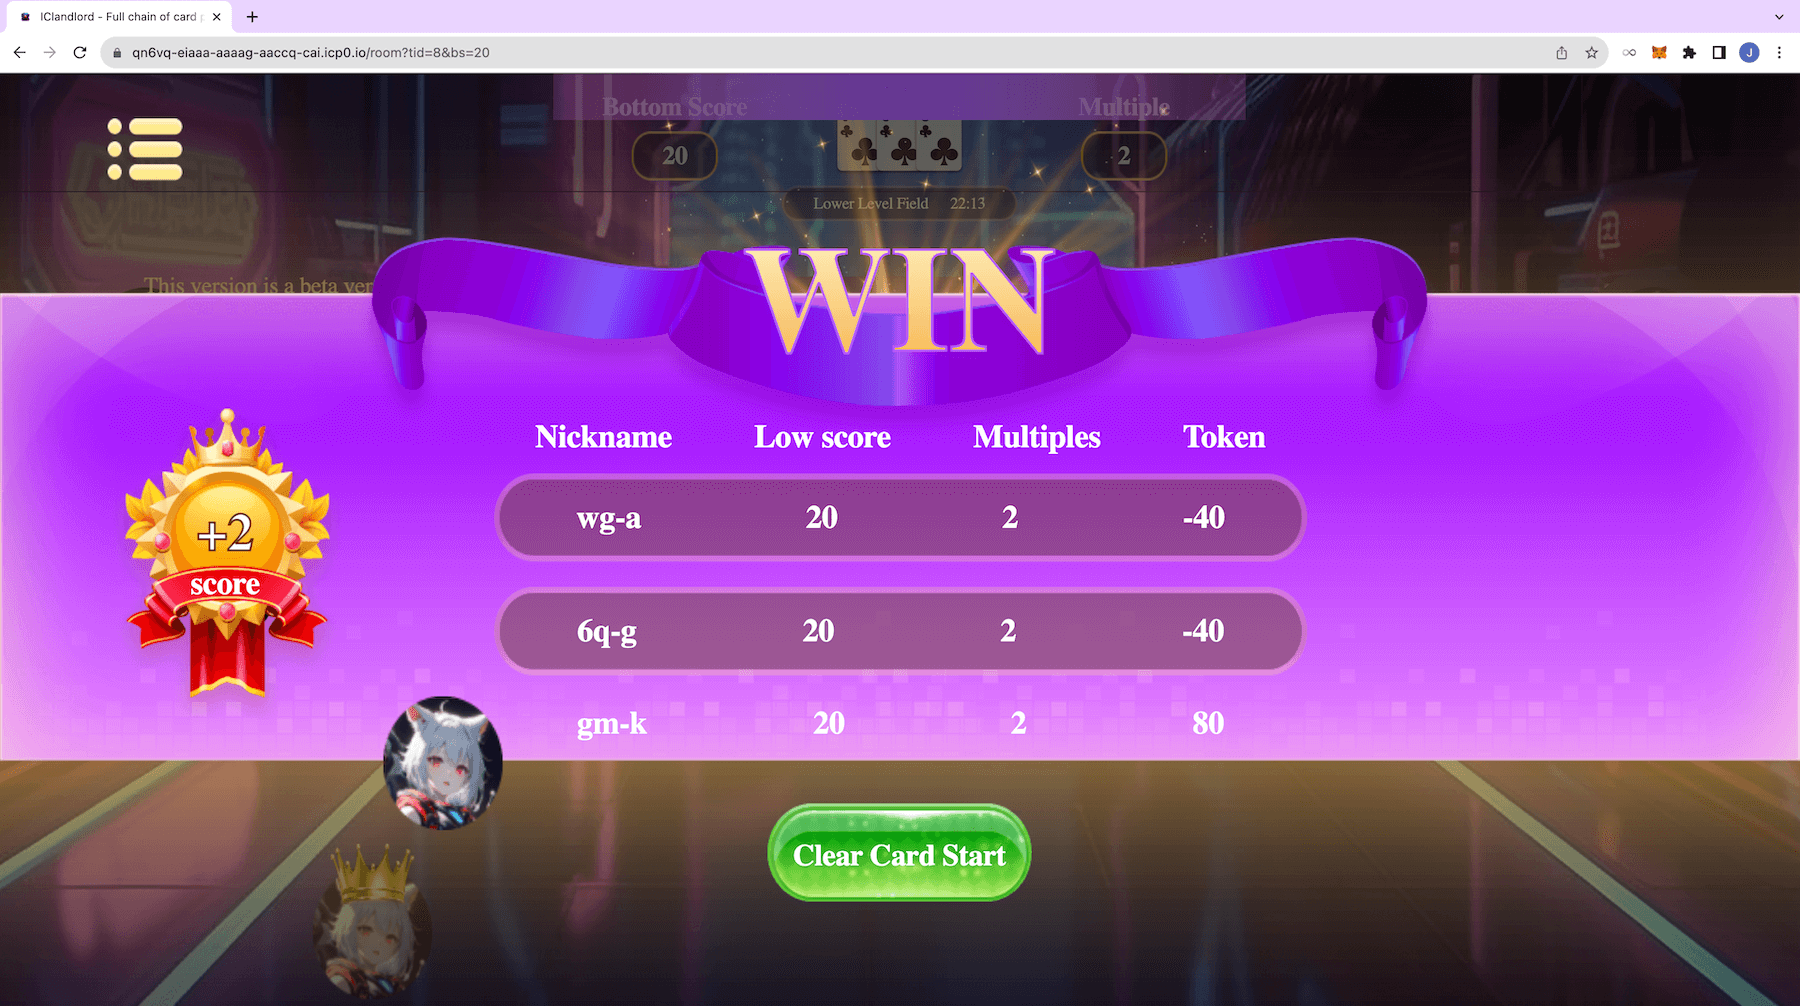 IClandlord - Full chain of card p
qn6vq-eiaaa-aaaag-aaccq-cai.icp0.io/room?tid=8&bs=20
J
Bottom Score
Multiple
20
2
Lower Level Field 22:13
This version is a beta ver
WIN
Nickname Low score Multiples Token
wg-a 20 2 -40
+2
score
6q-g 20 2 -40
gm-k 20 2 80
Clear Card Start